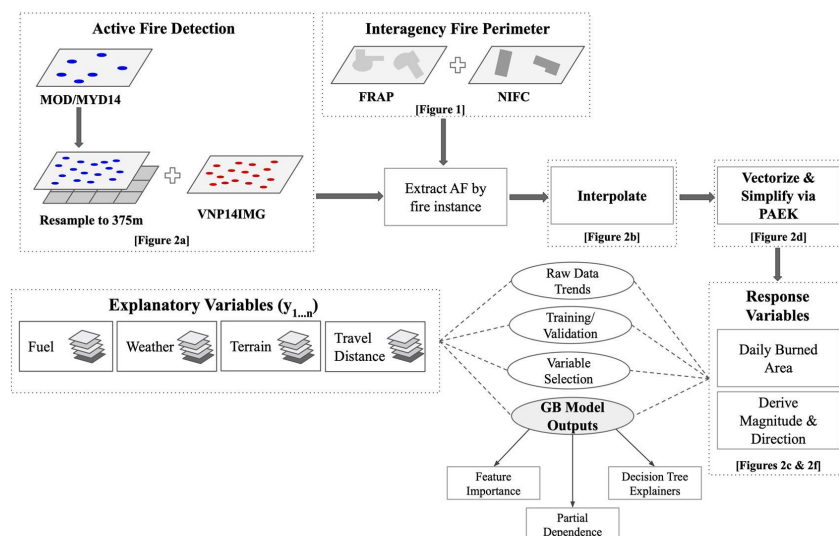 Active Fire Detection
MOD/MYD14
Resample to 375m
VNP14IMG
[Figure 2a]
Interagency Fire Perimeter
FRAP
NIFC
[Figure 1]
Extract AF by
fire instance
Interpolate
[Figure 2b]
Vectorize &
Simplify via
PAEK
[Figure 2d]
Explanatory Variables (y1...n)
Fuel
Weather
Terrain
Travel
Distance
Raw Data
Trends
Training/
Validation
Variable
Selection
GB Model
Outputs
Feature
Importance
Partial
Dependence
Decision Tree
Explainers
Response
Variables
Daily Burned
Area
Derive
Magnitude &
Direction
[Figures 2c & 2f]